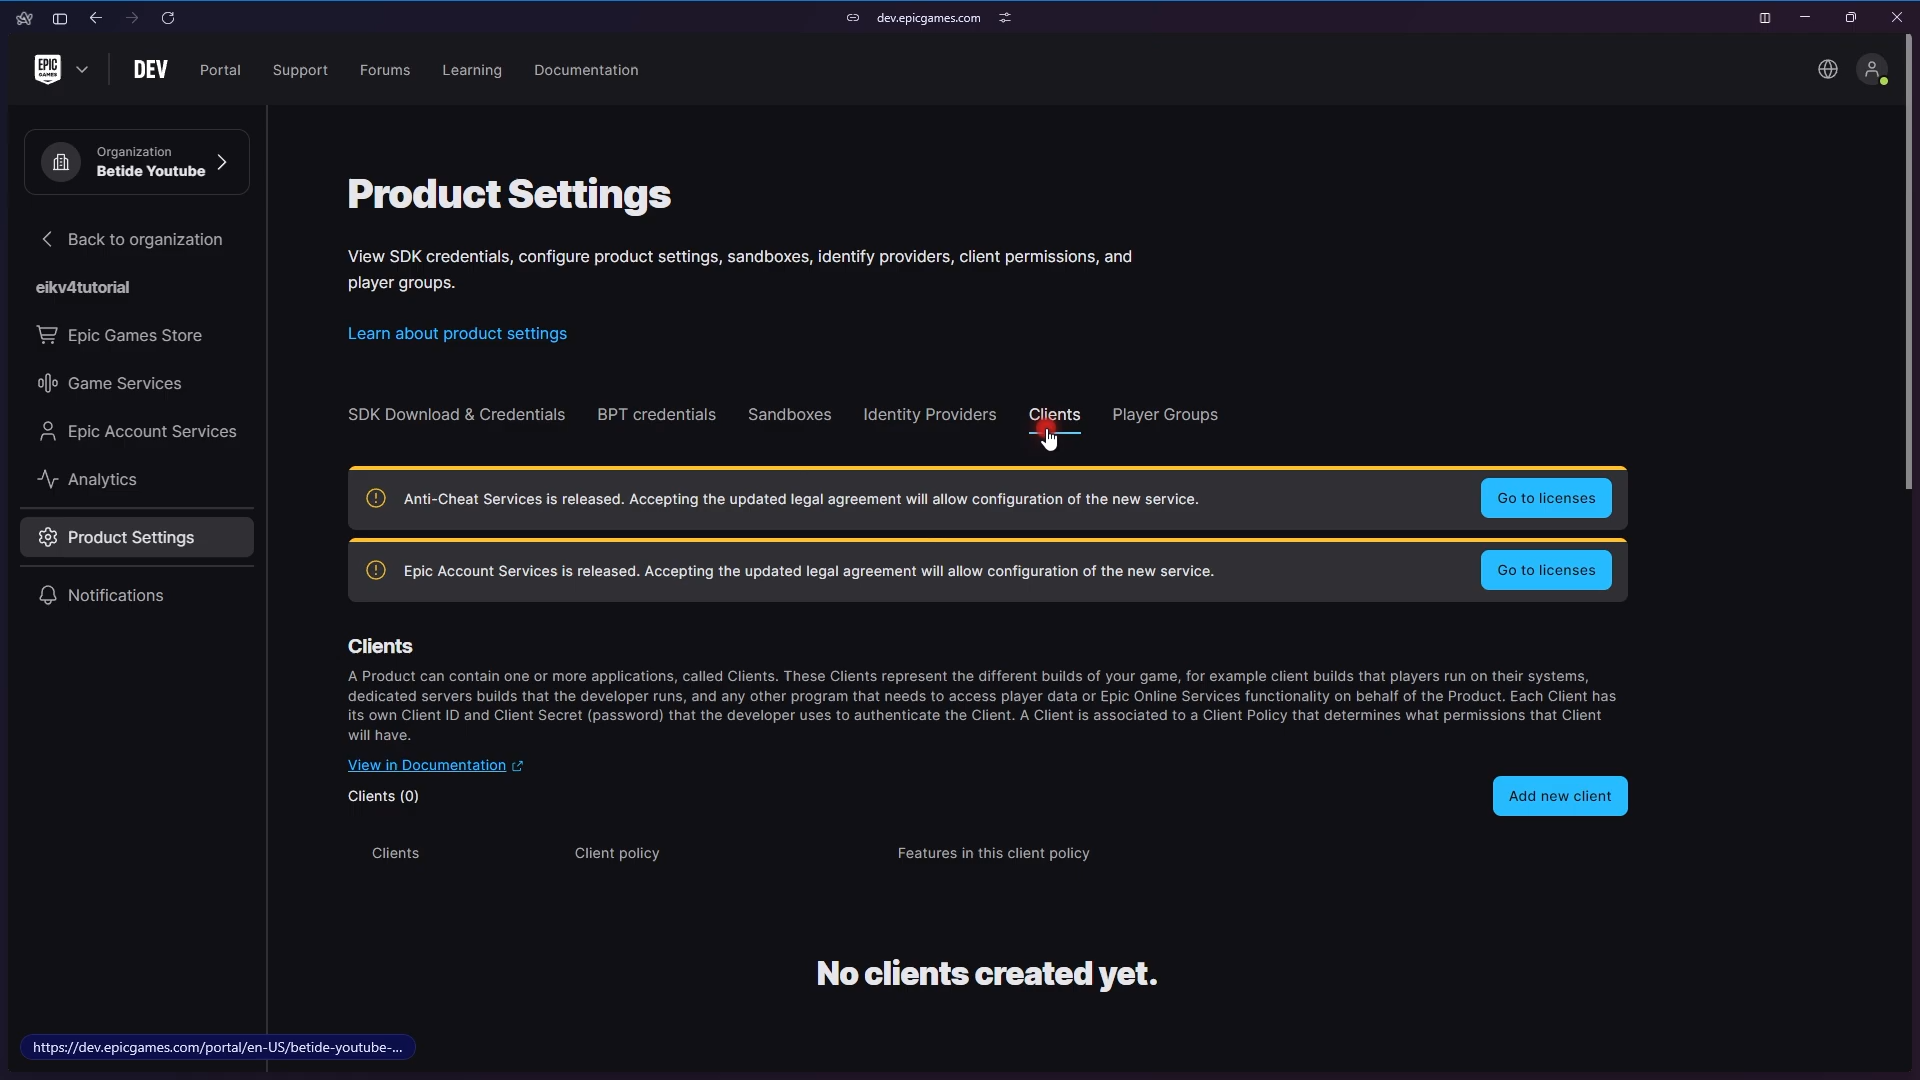 dev.epicgames.com
EPIC
GAMES
DEV
Portal
Support
Forums
Learning
Documentation
Organization
Betide Youtube
Back to organization
eikv4tutorial
Epic Games Store
Game Services
Epic Account Services
Analytics
Product Settings
Notifications
Product Settings
View SDK credentials, configure product settings, sandboxes, identify providers, client permissions, and
player groups.
Learn about product settings
SDK Download & Credentials
BPT credentials
Sandboxes
Identity Providers
Clients
Player Groups
Anti-Cheat Services is released. Accepting the updated legal agreement will allow configuration of the new service.
Go to licenses
Epic Account Services is released. Accepting the updated legal agreement will allow configuration of the new service.
Go to licenses
Clients
A Product can contain one or more applications, called Clients. These Clients represent the different builds of your game, for example client builds that players run on their systems,
dedicated servers builds that the developer runs, and any other program that needs to access player data or Epic Online Services functionality on behalf of the Product. Each Client has
its own Client ID and Client Secret (password) that the developer uses to authenticate the Client. A Client is associated to a Client Policy that determines what permissions that Client
will have.
View in Documentation
Clients (0)
Add new client
Clients
Client policy
Features in this client policy
No clients created yet.
https://dev.epicgames.com/portal/en-US/betide-youtube-...